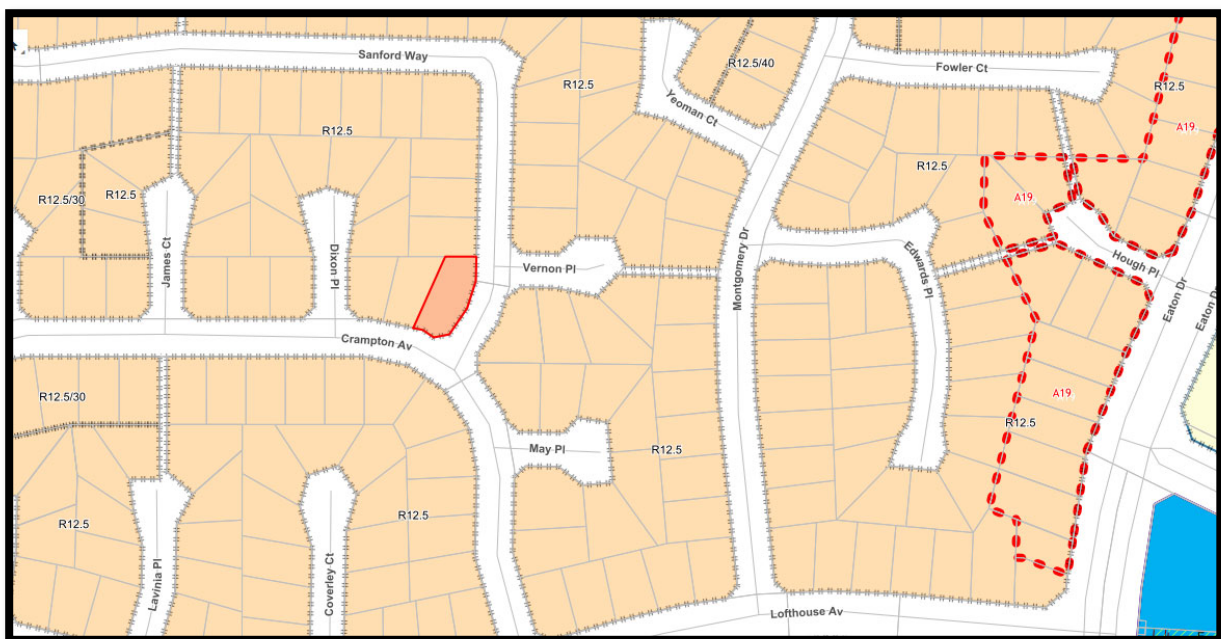 Sanford Way
R12.5
R12.5/40
Fowler Ct
R12.5
A19
Yeoman Ct
R12.5
R12.5
R12.5
R12.5/30
A19
James Ct
Dixon Pl
Vernon Pl
Montgomery Dr
Edwards Pl
Hough Pl
Eaton Dr
Eaton Dr
Crampton Av
R12.5/30
A19
R12.5
May Pl
R12.5
R12.5
R12.5
Lavinia Pl
Coverley Ct
Lofthouse Av